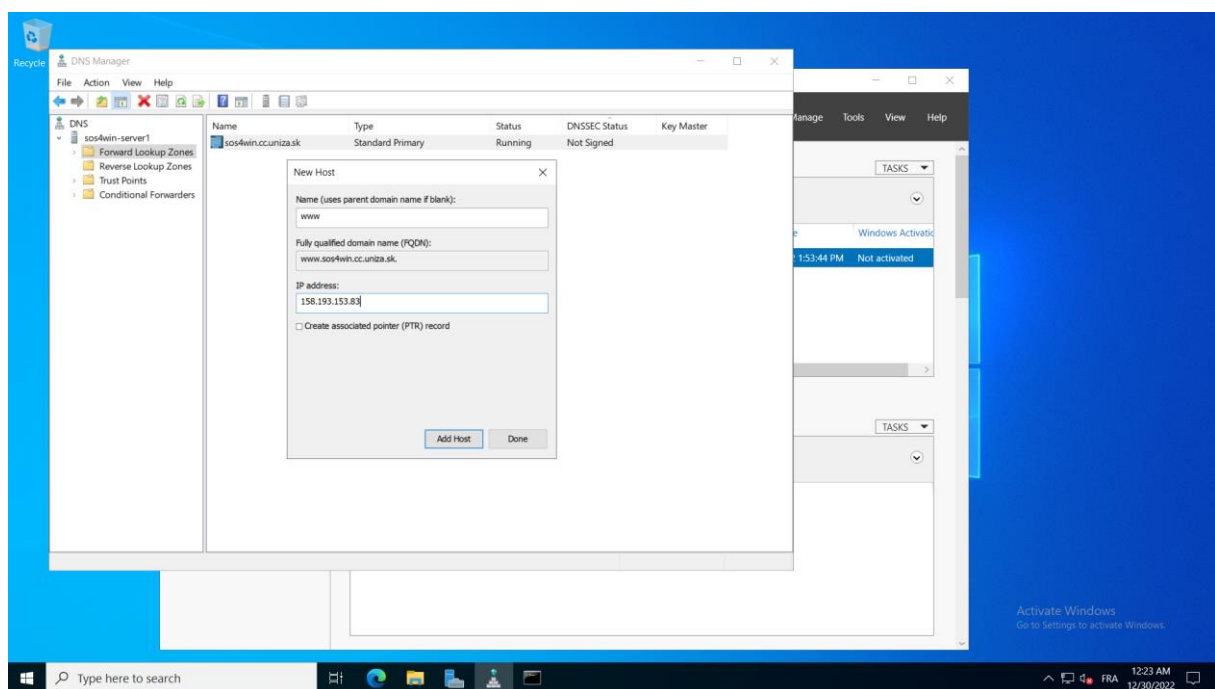 Recycle
DNS Manager
File Action View Help
DNS
sos4win-server1
Forward Lookup Zones
Reverse Lookup Zones
Trust Points
Conditional Forwarders
Name Type Status DNSSEC Status Key Master
sos4win.cc.uniza.sk Standard Primary Running Not Signed
New Host
Name (uses parent domain name if blank):
www
Fully qualified domain name (FQDN):
www.sos4win.cc.uniza.sk.
IP address:
158.193.153.83
Create associated pointer (PTR) record
Add Host Done
Manage Tools View Help
TASKS
Windows Activatio
1:53:44 PM Not activated
TASKS
Activate Windows
Go to Settings to activate Windows.
Type here to search
FRA
12:23 AM
12/30/2022